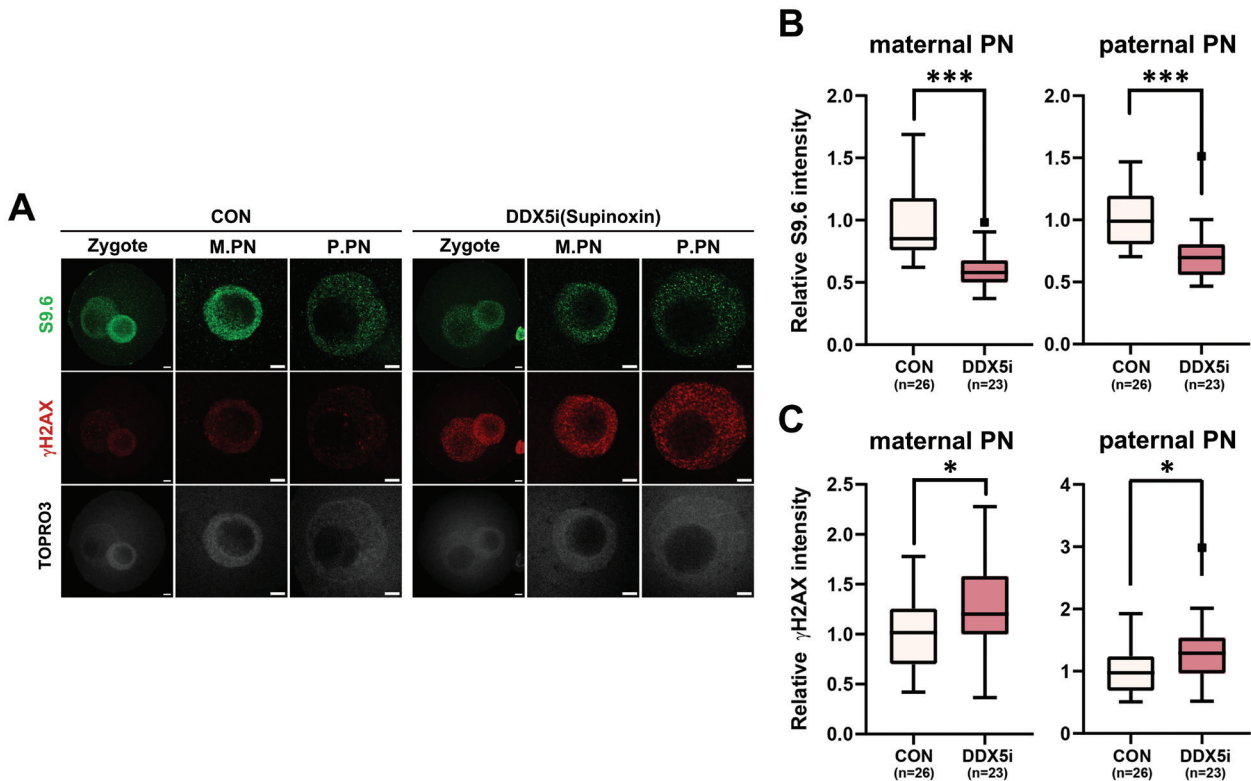 A
CON
DDX5i(Supinoxin)
Zygote M.PN P.PN Zygote M.PN P.PN
S9.6
γH2AX
TOPRO3
B
maternal PN paternal PN
*** ***
Relative S9.6 intensity
2.0
1.5
1.0
0.5
0.0
2.0
1.5
1.0
0.5
0.0
CON DDX5i CON DDX5i
(n=26) (n=23) (n=26) (n=23)
C
maternal PN paternal PN
* *
Relative γH2AX intensity
2.5
2.0
1.5
1.0
0.5
0.0
4
3
2
1
0
CON DDX5i CON DDX5i
(n=26) (n=23) (n=26) (n=23)